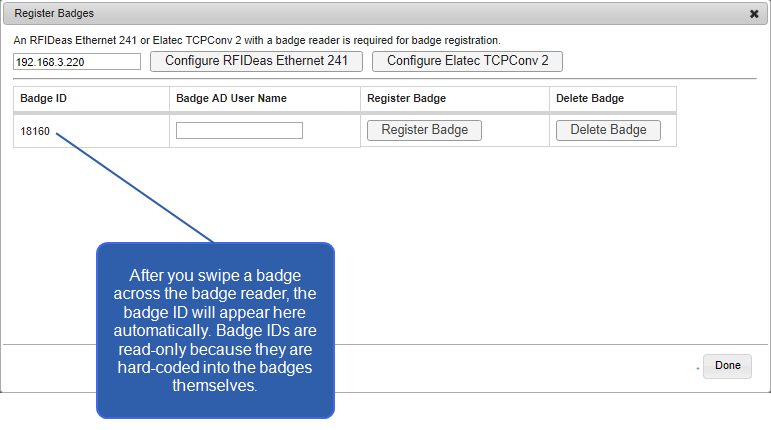 Register Badges
An RFIDeas Ethernet 241 or Elatec TCPConv 2 with a badge reader is required for badge registration.
192.168.3.220 Configure RFIDeas Ethernet 241 Configure Elatec TCPConv 2
Badge ID Badge AD User Name Register Badge Delete Badge
18160 Register Badge Delete Badge
After you swipe a badge
across the badge reader, the
badge ID will appear here
automatically. Badge IDs are
read-only because they are
hard-coded into the badges
themselves.
Done